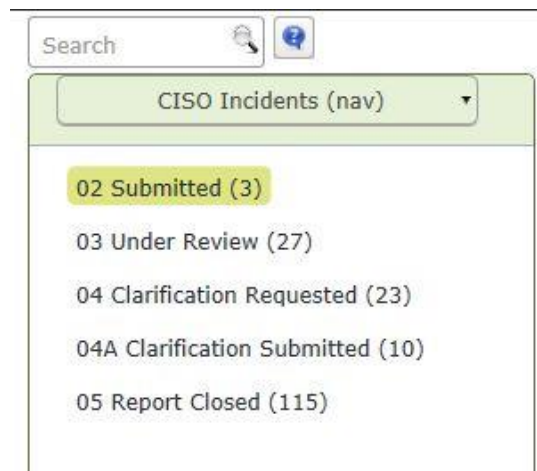 Search
CISO Incidents (nav)
02 Submitted (3)
03 Under Review (27)
04 Clarification Requested (23)
04A Clarification Submitted (10)
05 Report Closed (115)